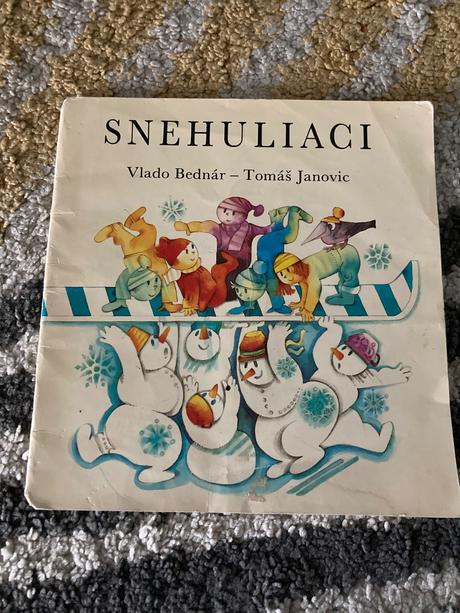 SNEHULIACI
Vlado Bednár – Tomáš Janovic